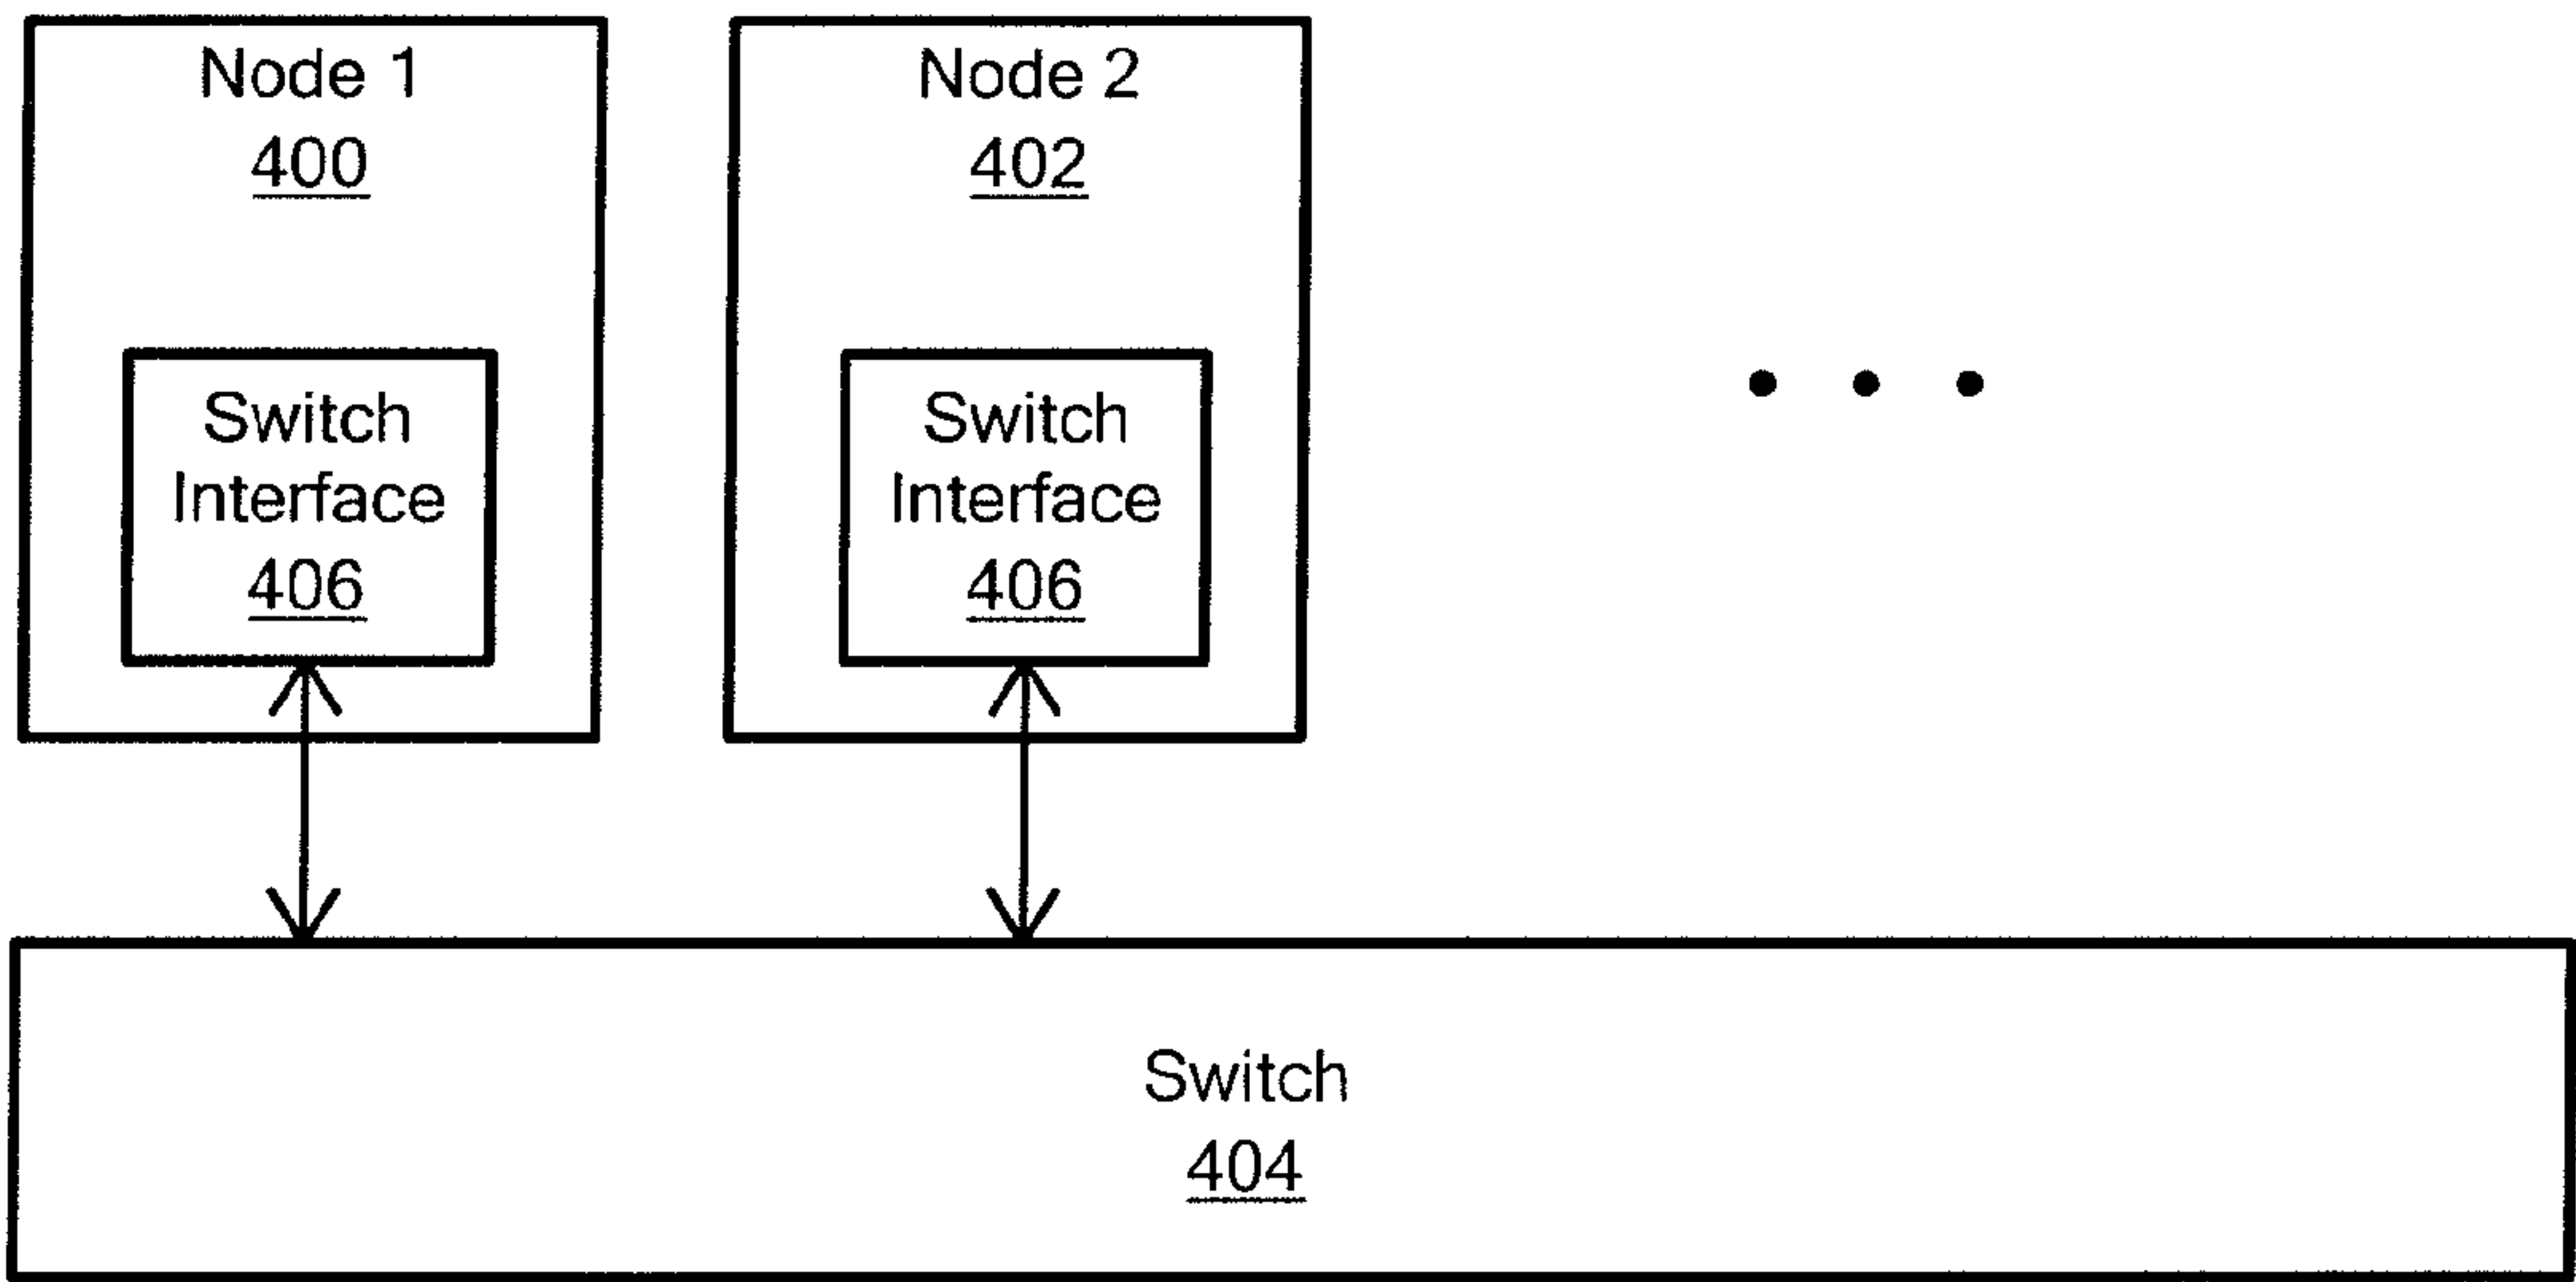 Node 1
400
Switch
Interface
406
Node 2
402
Switch
Interface
406
Switch
404